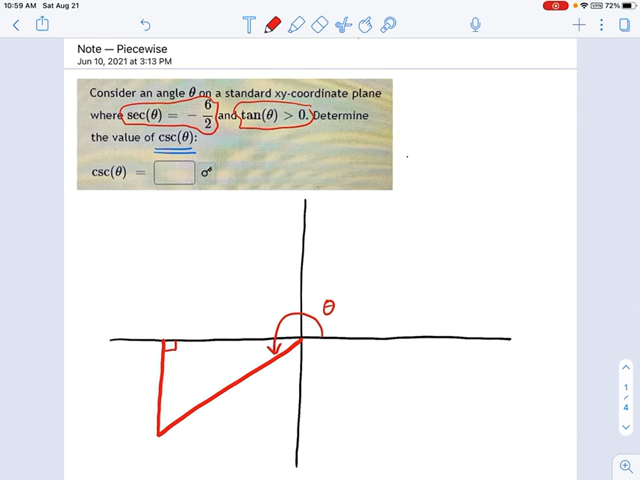 10:59 AM Sat Aug 21
72%
Note — Piecewise
Jun 10, 2021 at 3:13 PM
Consider an angle θ on a standard xy-coordinate plane
where sec(θ) = − 6/2 and tan(θ) > 0. Determine
the value of csc(θ):
csc(θ) =
θ
1
/
4